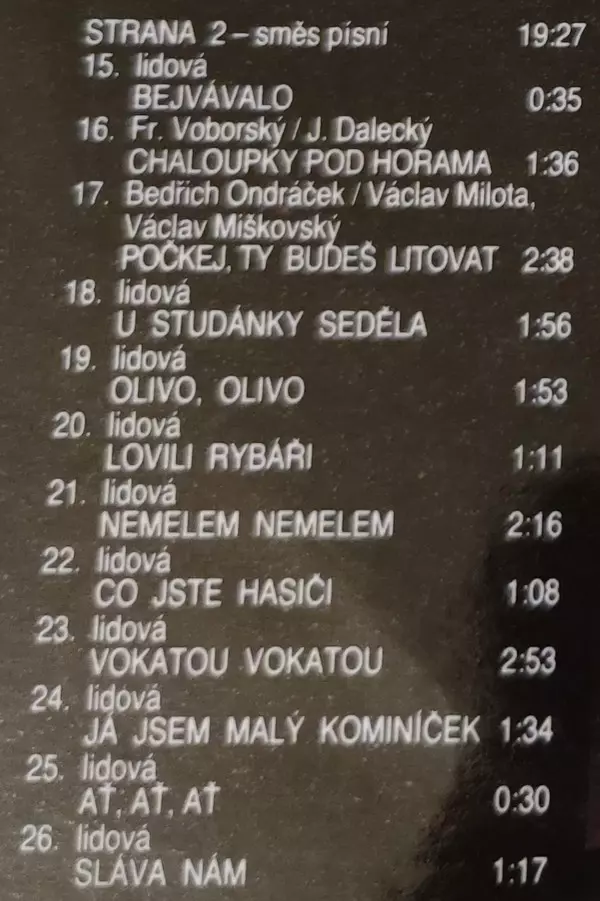 STRANA 2 – směs písní 19:27
15. lidová
BEJVÁVALO 0:35
16. Fr. Voborský / J. Dalecký
CHALOUPKY POD HORAMA 1:36
17. Bedřich Ondráček / Václav Milota,
Václav Miškovský
POČKEJ, TY BUDEŠ LITOVAT 2:38
18. lidová
U STUDÁNKY SEDĚLA 1:56
19. lidová
OLIVO, OLIVO 1:53
20. lidová
LOVILI RYBÁŘI 1:11
21. lidová
NEMELEM NEMELEM 2:16
22. lidová
CO JSTE HASIČI 1:08
23. lidová
VOKATOU VOKATOU 2:53
24. lidová
JÁ JSEM MALÝ KOMINÍČEK 1:34
25. lidová
AŤ, AŤ, AŤ 0:30
26. lidová
SLÁVA NÁM 1:17